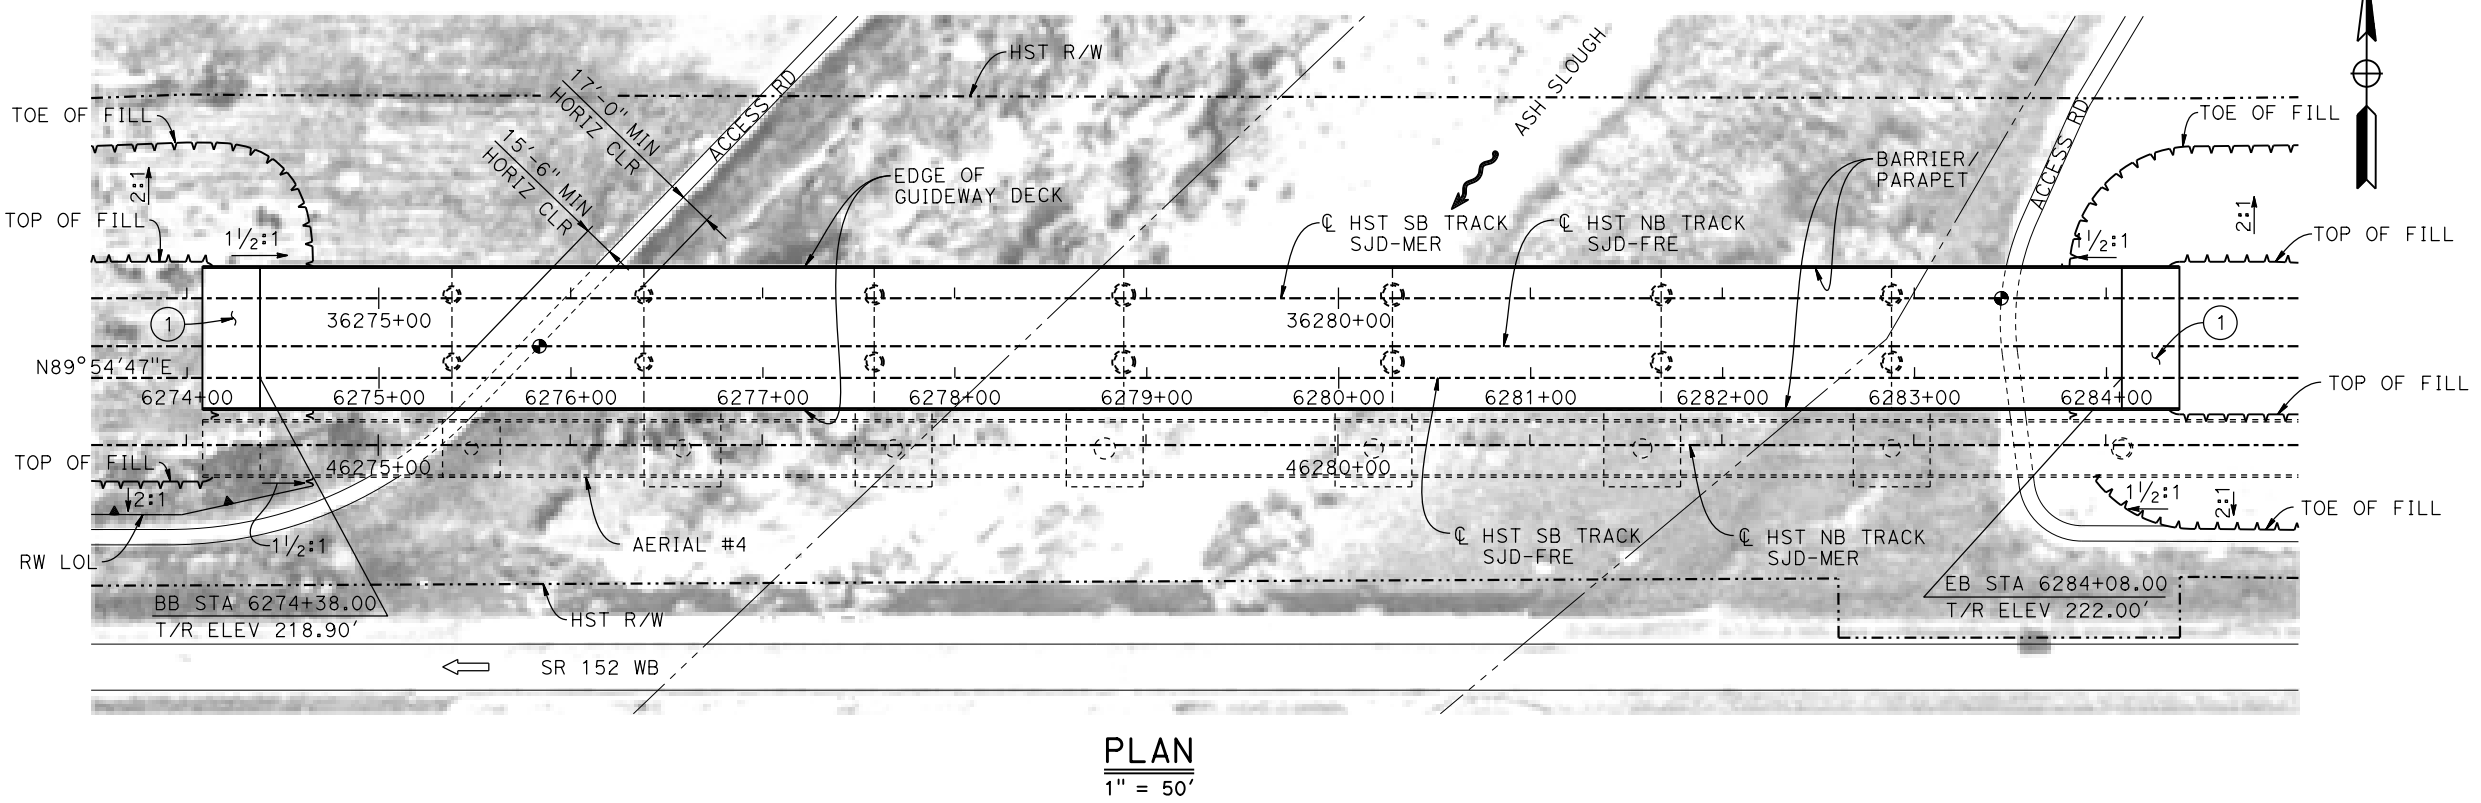 HST R/W
ASH SLOUGH
17'-0" MIN
HORIZ CLR
ACCESS RD
15'-6" MIN
HORIZ CLR
TOE OF FILL
2:1
TOP OF FILL
1½:1
EDGE OF
GUIDEWAY DECK
BARRIER/
PARAPET
ACCESS RD
TOE OF FILL
2:1
1½:1
TOP OF FILL
℄ HST SB TRACK
SJD-MER
℄ HST NB TRACK
SJD-FRE
1
36275+00
36280+00
1
N89°54'47"E
6274+00
6275+00
6276+00
6277+00
6278+00
6279+00
6280+00
6281+00
6282+00
6283+00
6284+00
TOP OF FILL
TOP OF FILL
46275+00
46280+00
2:1
1½:1
RW LOL
AERIAL #4
℄ HST SB TRACK
SJD-FRE
℄ HST NB TRACK
SJD-MER
1½:1
2:1
TOE OF FILL
BB STA 6274+38.00
T/R ELEV 218.90'
HST R/W
EB STA 6284+08.00
T/R ELEV 222.00'
SR 152 WB
PLAN
1" = 50'